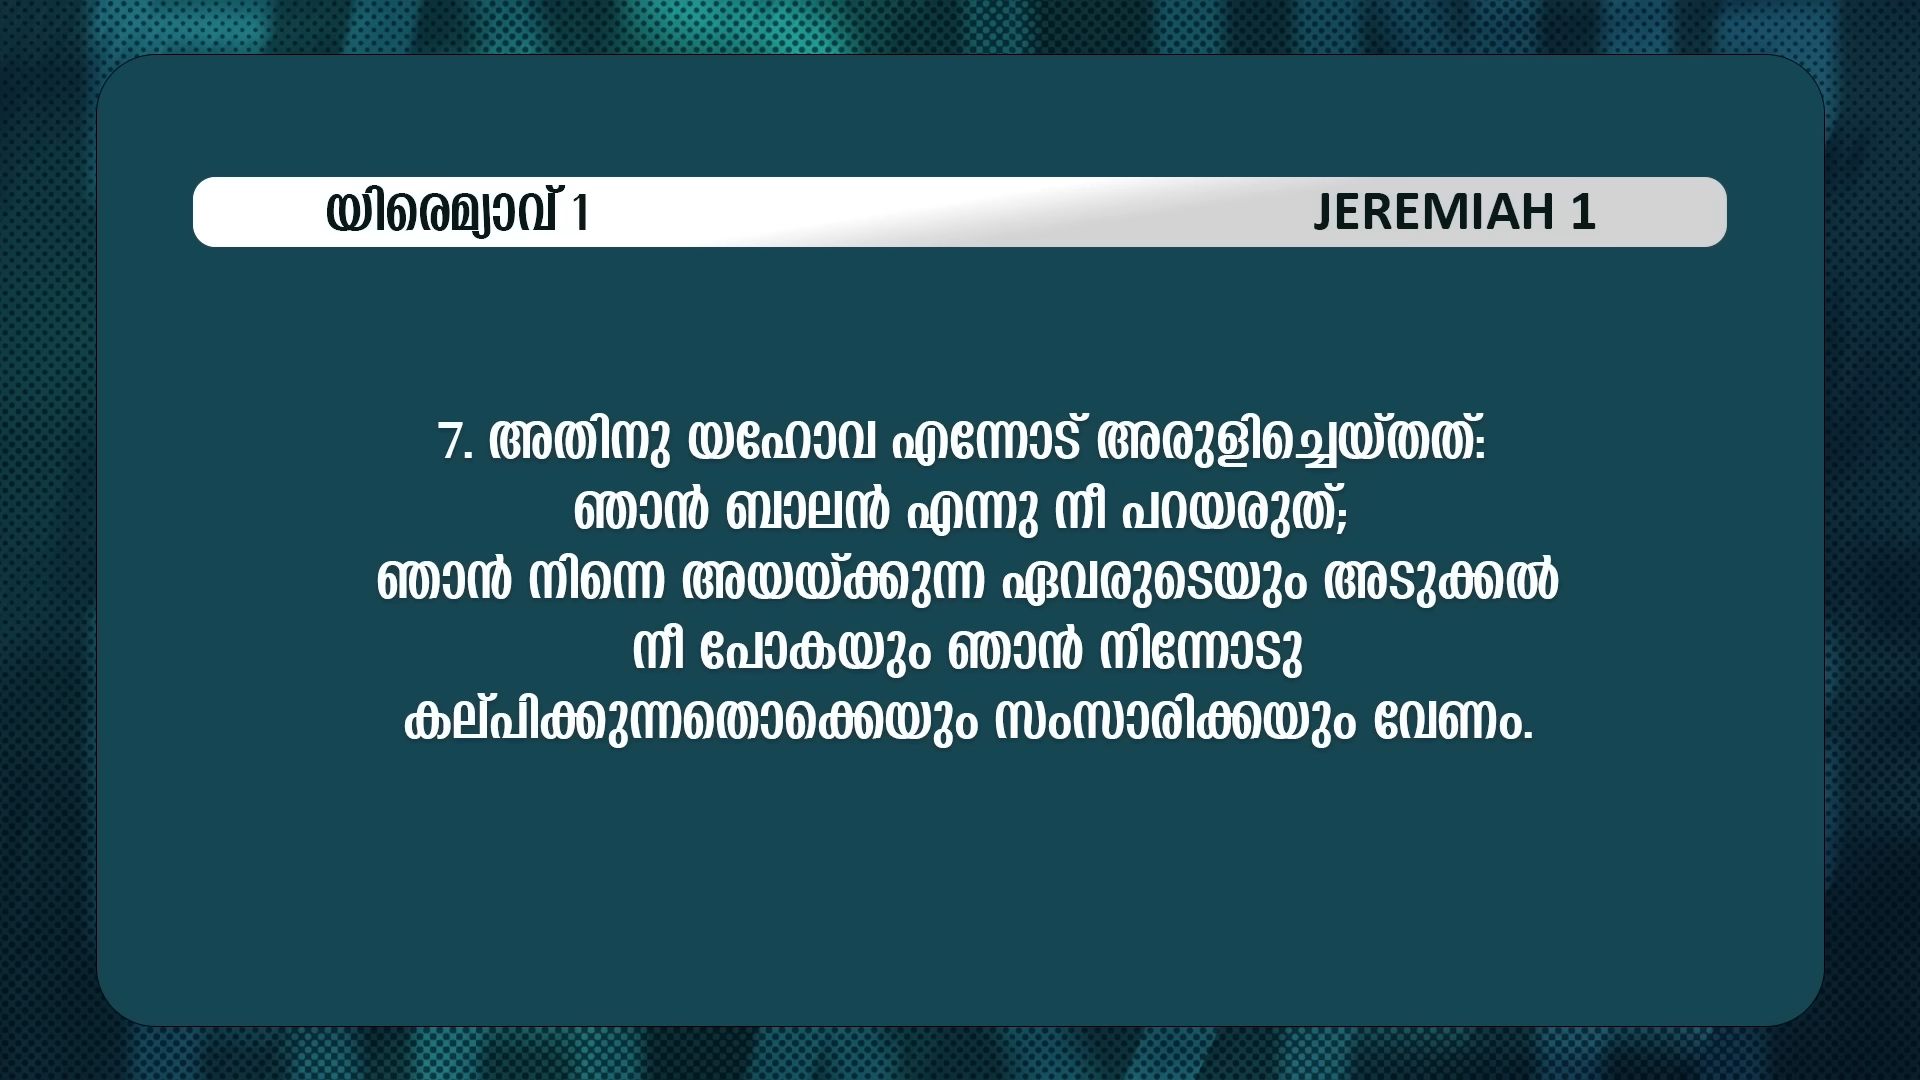 യിരെമ്യാവ് 1
JEREMIAH 1
7. അതിനു യഹോവ എന്നോട് അരുളിച്ചെയ്തത്:
ഞാൻ ബാലൻ എന്നു നീ പറയരുത്;
ഞാൻ നിന്നെ അയയ്ക്കുന്ന ഏവരുടെയും അടുക്കൽ
നീ പോകയും ഞാൻ നിന്നോടു
കല്പിക്കുന്നതൊക്കെയും സംസാരിക്കയും വേണം.